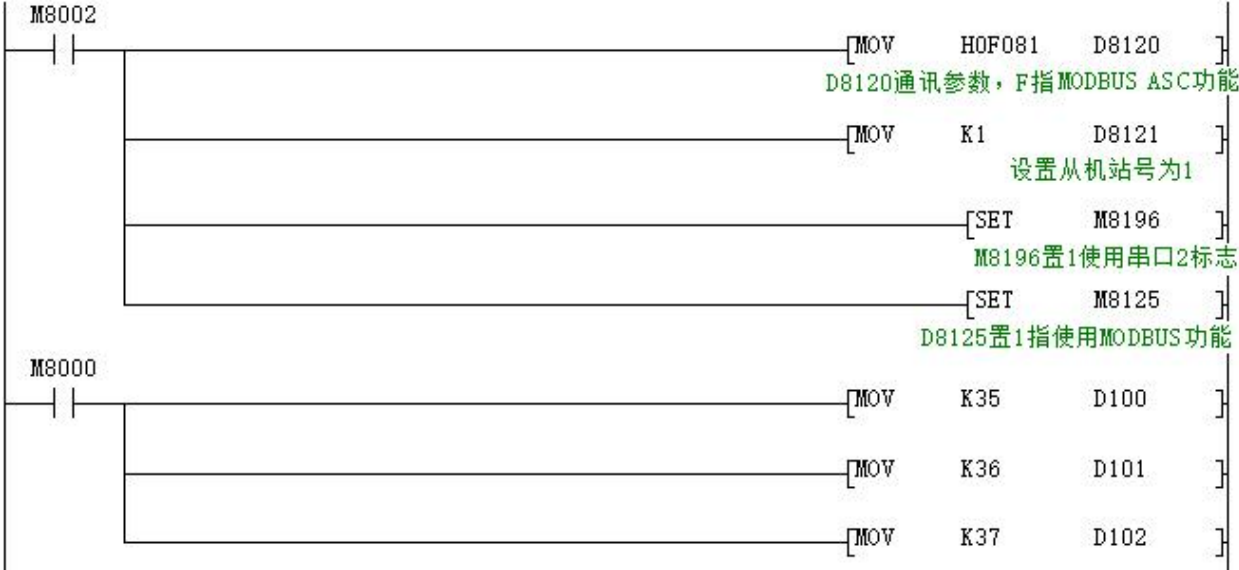 M8002
MOV H0F081 D8120
D8120通讯参数，F指MODBUS ASC功能
MOV K1 D8121
设置从机站号为1
SET M8196
M8196置1使用串口2标志
SET M8125
D8125置1指使用MODBUS功能
M8000
MOV K35 D100
MOV K36 D101
MOV K37 D102